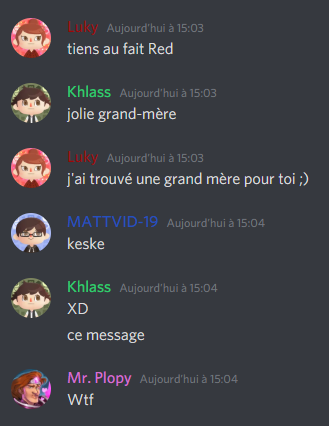 Luky Aujourd'hui à 15:03
tiens au fait Red
Khlass Aujourd'hui à 15:03
jolie grand-mère
Luky Aujourd'hui à 15:03
j'ai trouvé une grand mère pour toi ;)
MATTVID-19 Aujourd'hui à 15:04
keske
Khlass Aujourd'hui à 15:04
XD
ce message
Mr. Plopy Aujourd'hui à 15:04
Wtf